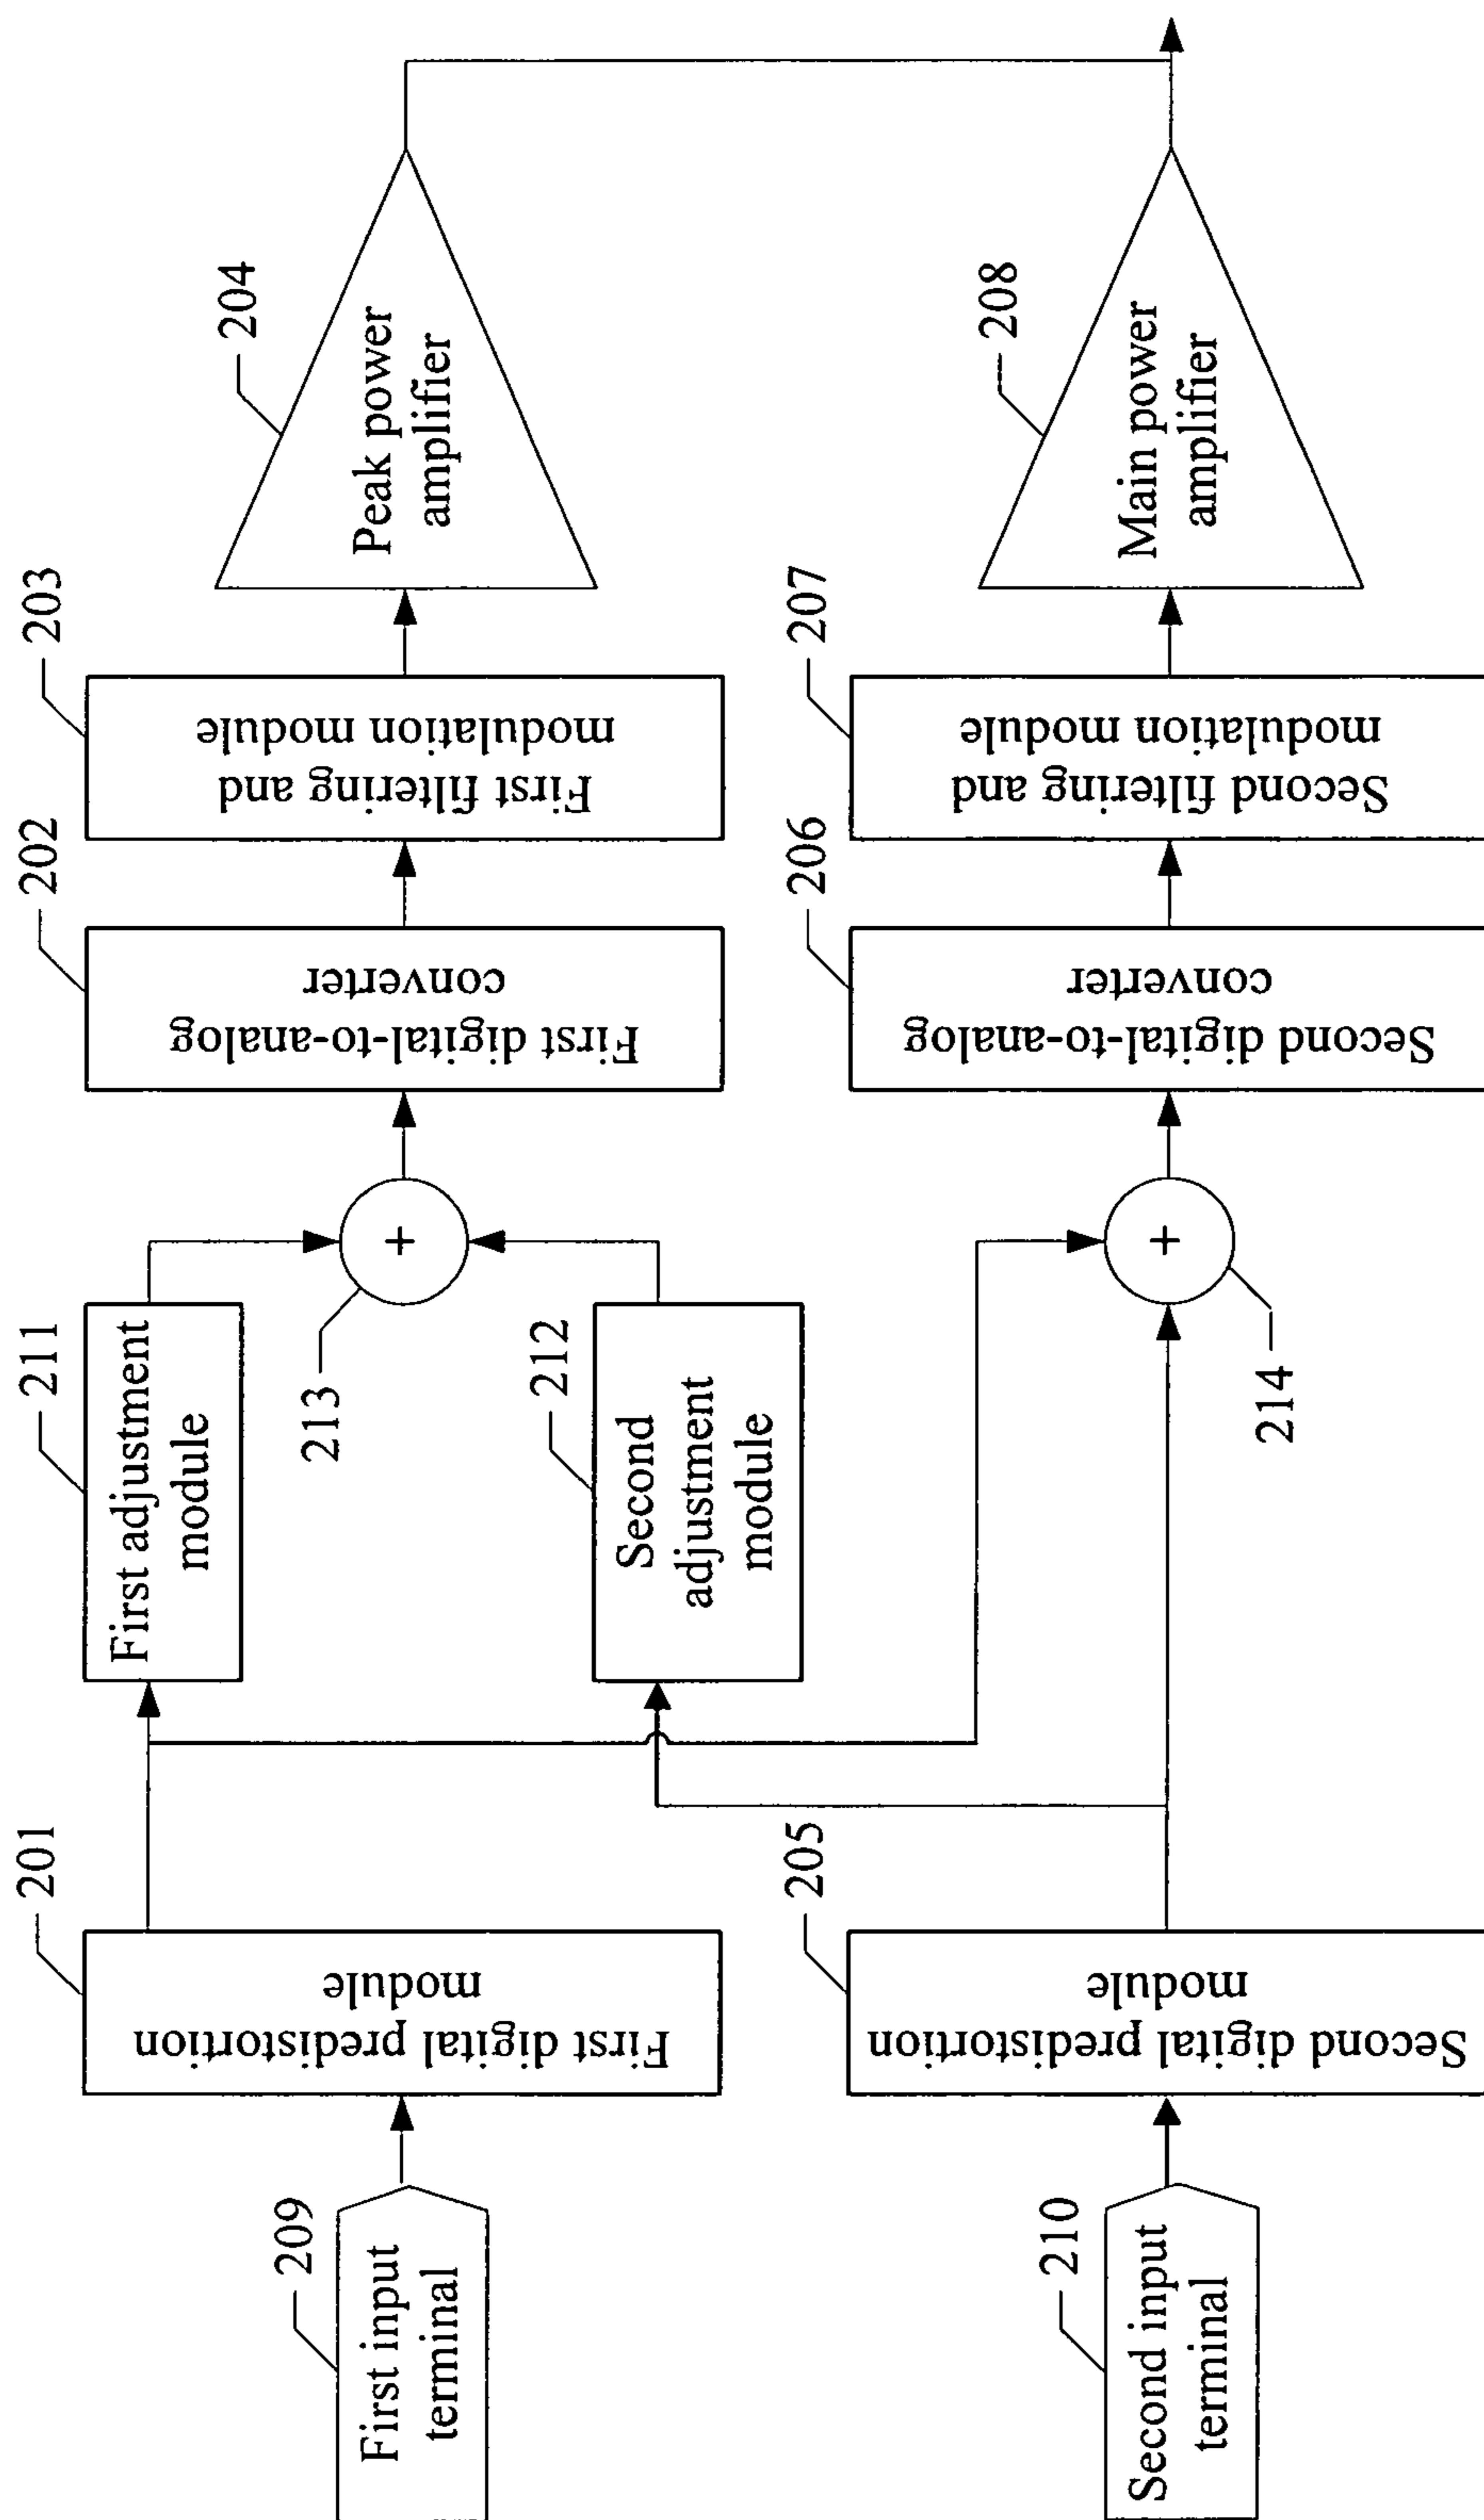 First input
terminal
209
First digital predistortion
module
201
First adjustment
module
211
Second
adjustment
module
212
213
First digital-to-analog
converter
202
First filtering and
modulation module
203
Peak power
amplifier
204
Second input
terminal
210
Second digital predistortion
module
205
+
+
214
Second digital-to-analog
converter
206
Second filtering and
modulation module
207
Main power
amplifier
208